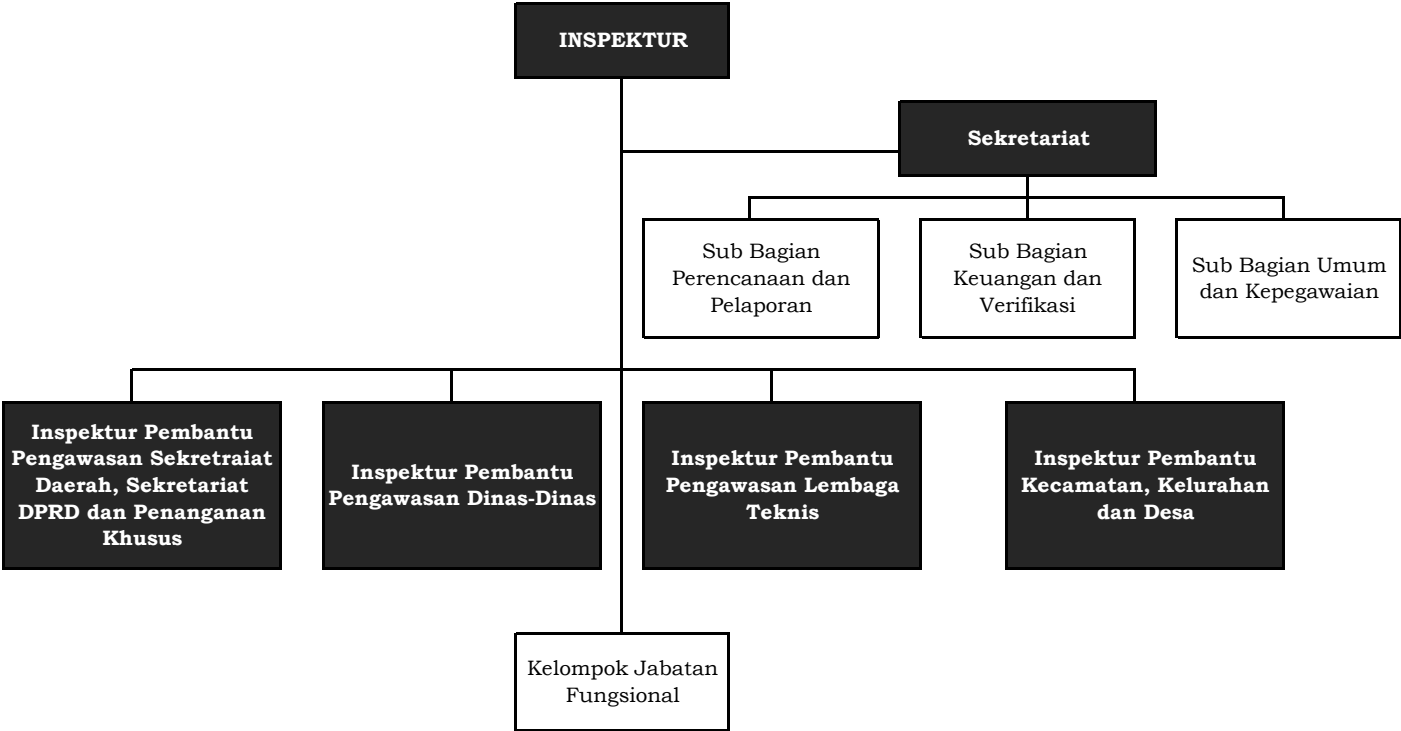 INSPEKTUR
Sekretariat
Sub Bagian
Perencanaan dan
Pelaporan
Sub Bagian
Keuangan dan
Verifikasi
Sub Bagian Umum
dan Kepegawaian
Inspektur Pembantu
Pengawasan Sekretraiat
Daerah, Sekretariat
DPRD dan Penanganan
Khusus
Inspektur Pembantu
Pengawasan Dinas-Dinas
Inspektur Pembantu
Pengawasan Lembaga
Teknis
Inspektur Pembantu
Kecamatan, Kelurahan
dan Desa
Kelompok Jabatan
Fungsional